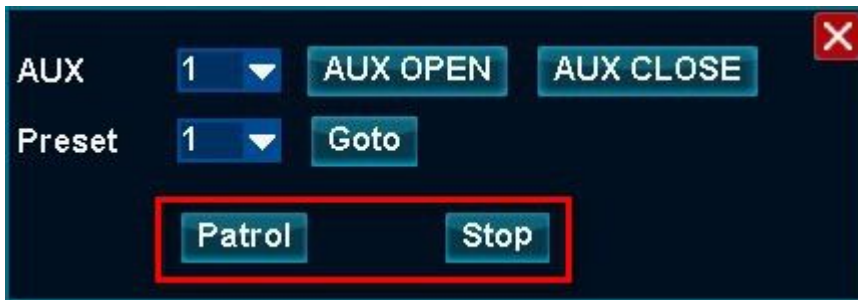 AUX 1 AUX OPEN AUX CLOSE
Preset 1 Goto
Patrol Stop